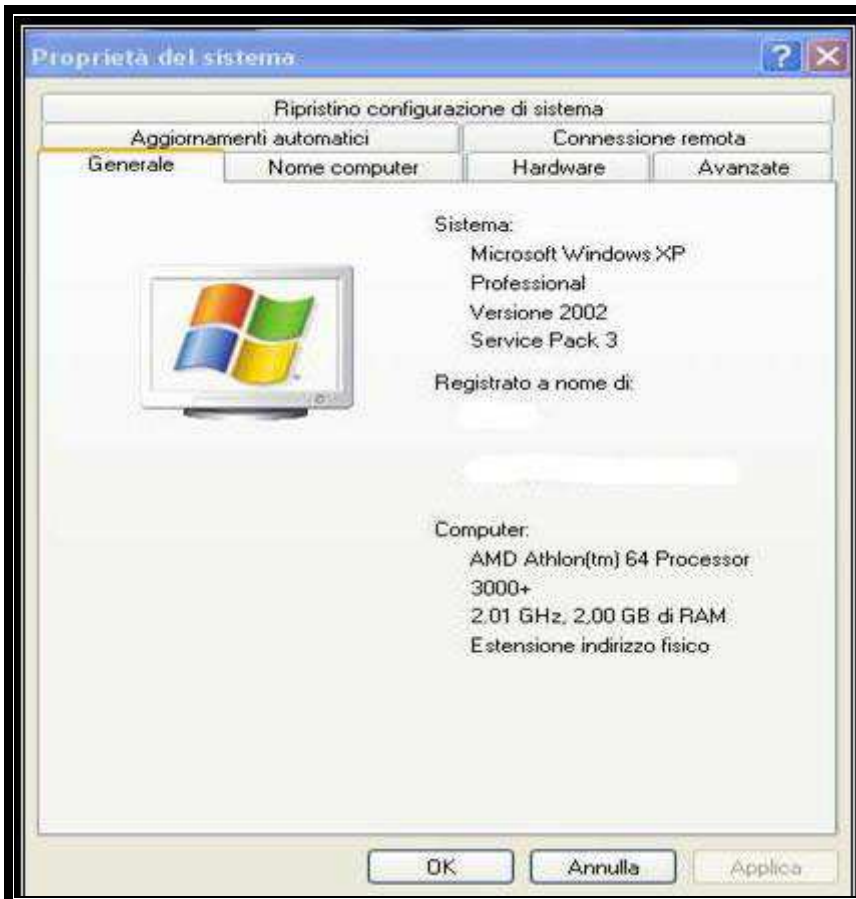 Proprietà del sistema
Ripristino configurazione di sistema
Aggiornamenti automatici Connessione remota
Generale Nome computer Hardware Avanzate
Sistema:
Microsoft Windows XP
Professional
Versione 2002
Service Pack 3
Registrato a nome di:
Computer:
AMD Athlon(tm) 64 Processor
3000+
2.01 GHz, 2,00 GB di RAM
Estensione indirizzo fisico
OK Annulla Applica